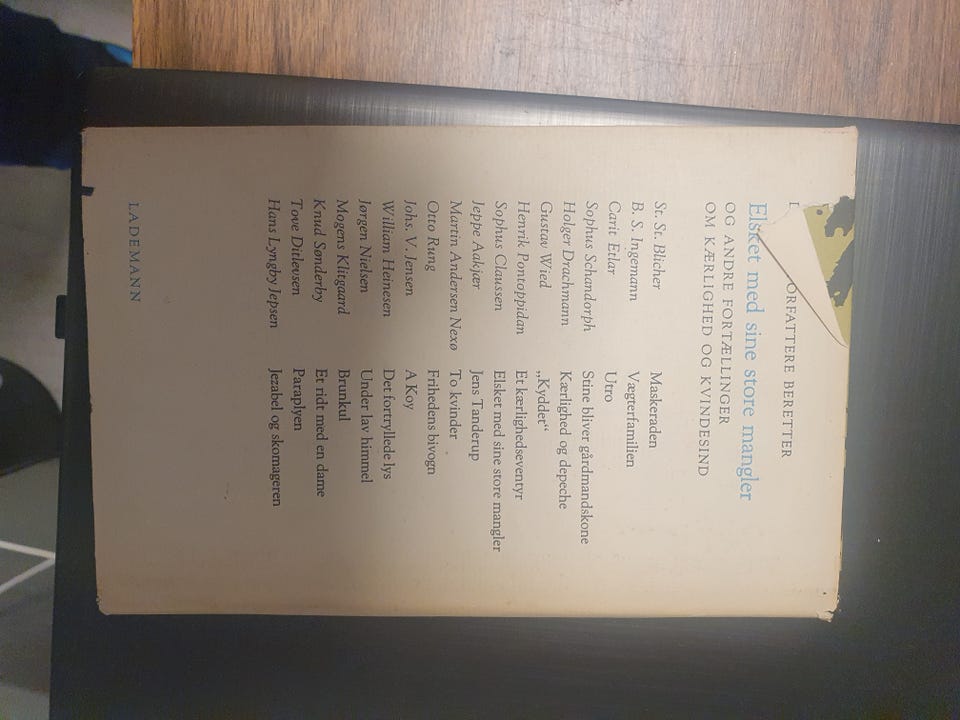 ORFATTERE BERETTER
Elsket med sine store mangler
OG ANDRE FORTÆLLINGER
OM KÆRLIGHED OG KVINDESIND
St. St. Blicher Maskeraden
B. S. Ingemann Vægterfamilien
Carit Etlar Utro
Sophus Schandorph Stine bliver gårdmandskone
Holger Drachmann Kærlighed og depeche
Gustav Wied „Kyddet“
Henrik Pontoppidan Et kærlighedseventyr
Sophus Claussen Elsket med sine store mangler
Jeppe Aakjær Jens Tanderup
Martin Andersen Nexø To kvinder
Otto Rung Frihedens bivogn
Johs. V. Jensen A Koy
William Heinesen Det fortryllede lys
Jørgen Nielsen Under lav himmel
Mogens Klitgaard Brunkul
Knud Sønderby Et ridt med en dame
Tove Ditlevsen Paraplyen
Hans Lyngby Jepsen Jezabel og skomageren
LADEMANN